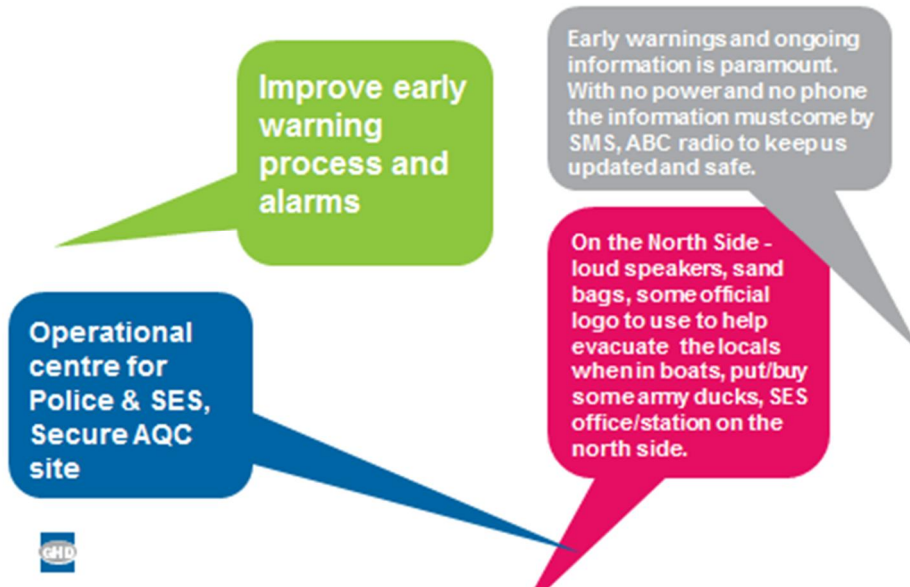 Improve early
warning
process and
alarms
Early warnings and ongoing
information is paramount.
With no power and no phone
the information must come by
SMS, ABC radio to keep us
updated and safe.
Operational
centre for
Police & SES,
Secure AQC
site
On the North Side -
loud speakers, sand
bags, some official
logo to use to help
evacuate the locals
when in boats, put/buy
some army ducks, SES
office/station on the
north side.
GHD